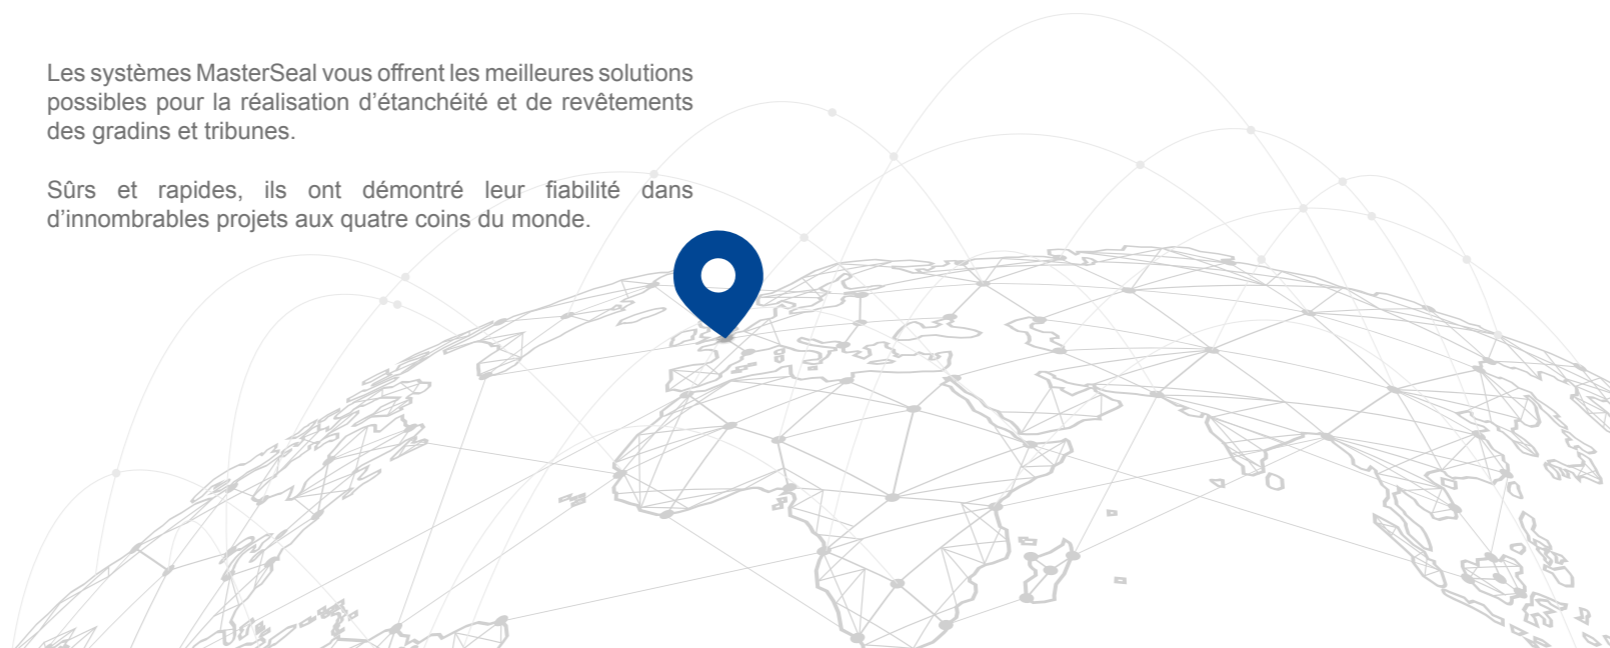 Les systèmes MasterSeal vous offrent les meilleures solutions
possibles pour la réalisation d’étanchéité et de revêtements
des gradins et tribunes.
Sûrs et rapides, ils ont démontré leur fiabilité dans
d’innombrables projets aux quatre coins du monde.